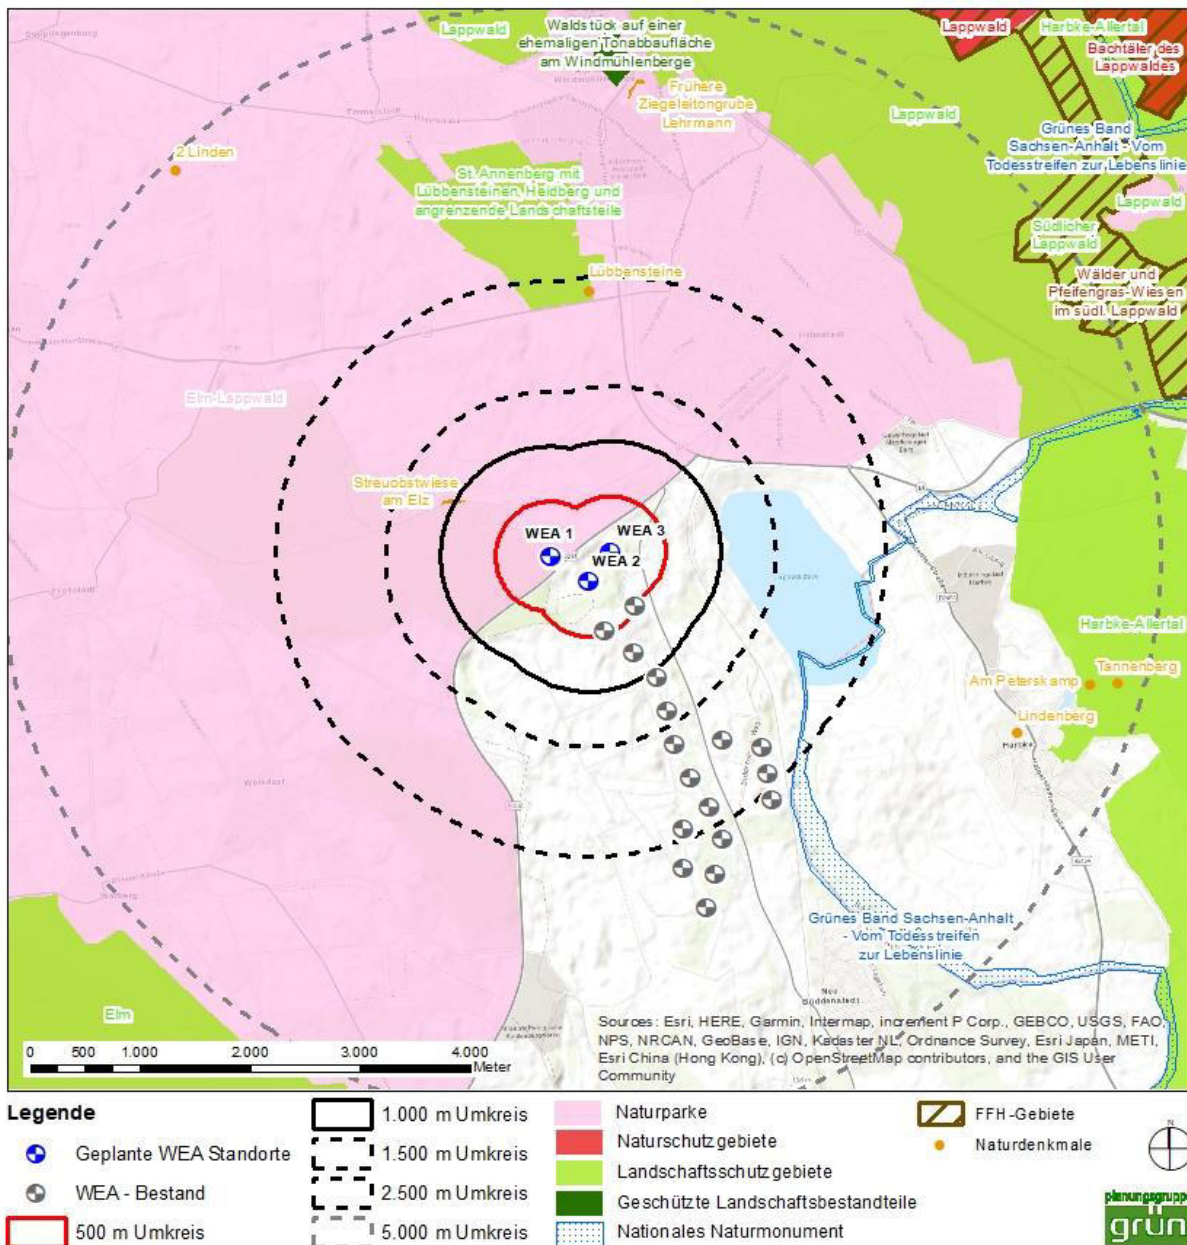 Lappwald
Waldstück auf einer
ehemaligen Tonabbaufläche
am Windmühlenberge
Frühere
Ziegeleitongrube
Lehrmann
Lappwald
Lappwald
Harbke-Allertal
Bachtäler des
Lappwaldes
Grünes Band
Sachsen-Anhalt - Vom
Todesstreifen zur Lebenslinie
Lappwald
Südlicher
Lappwald
Wälder und
Pfeifengras-Wiesen
im südl. Lappwald
2 Linden
St. Annenberg mit
Lübbensteinen, Heidberg und
angrenzende Landschaftsteile
Lübbensteine
Elm-Lappwald
Streuobstwiese
am Elz
WEA 1
WEA 3
WEA 2
Harbke-Allertal
Tannenberg
Am Peterskamp
Lindenberg
Harbke
Wolsdorf
Grünes Band Sachsen-Anhalt
- Vom Todesstreifen
zur Lebenslinie
Neu
Büddenstedt
Elm
Sources: Esri, HERE, Garmin, Intermap, increment P Corp., GEBCO, USGS, FAO,
NPS, NRCAN, GeoBase, IGN, Kadaster NL, Ordnance Survey, Esri Japan, METI,
Esri China (Hong Kong), (c) OpenStreetMap contributors, and the GIS User
Community
0 500 1.000 2.000 3.000 4.000
Meter
Legende
Geplante WEA Standorte
WEA - Bestand
500 m Umkreis
1.000 m Umkreis
1.500 m Umkreis
2.500 m Umkreis
5.000 m Umkreis
Naturparke
Naturschutzgebiete
Landschaftsschutzgebiete
Geschützte Landschaftsbestandteile
Nationales Naturmonument
FFH-Gebiete
Naturdenkmale
N
planungsgruppe
grün